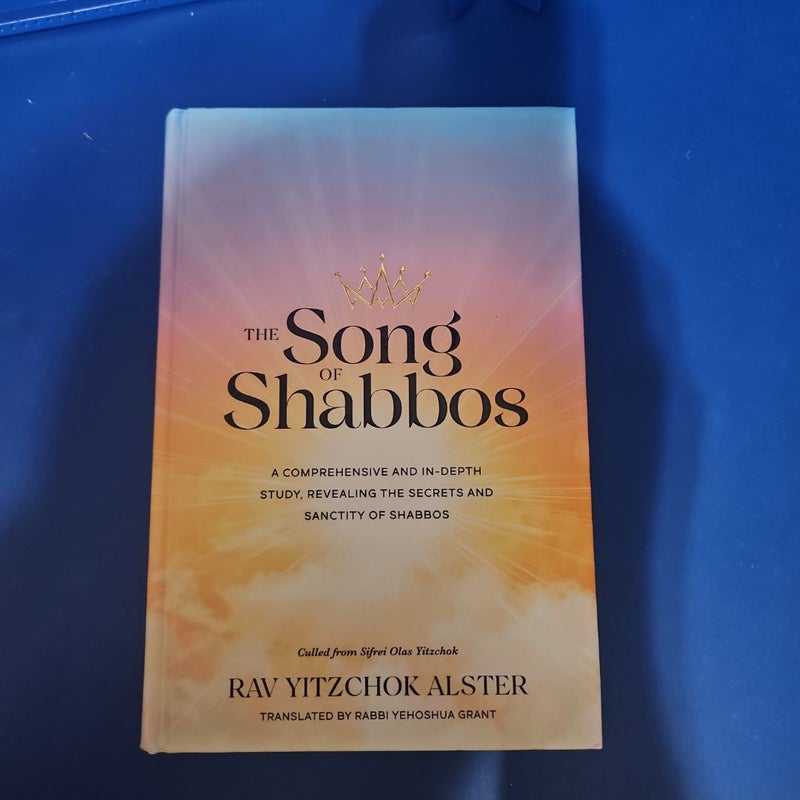 THE Song
OF
Shabbos
A COMPREHENSIVE AND IN-DEPTH
STUDY, REVEALING THE SECRETS AND
SANCTITY OF SHABBOS
Culled from Sifrei Olas Yitzchok
RAV YITZCHOK ALSTER
TRANSLATED BY RABBI YEHOSHUA GRANT